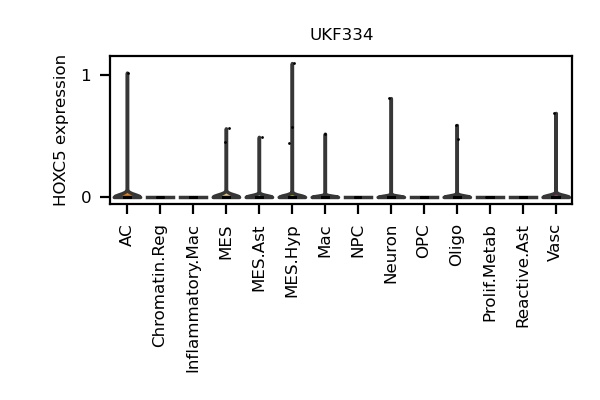 UKF334
HOXC5 expression
1
0
AC
Chromatin.Reg
Inflammatory.Mac
MES
MES.Ast
MES.Hyp
Mac
NPC
Neuron
OPC
Oligo
Prolif.Metab
Reactive.Ast
Vasc